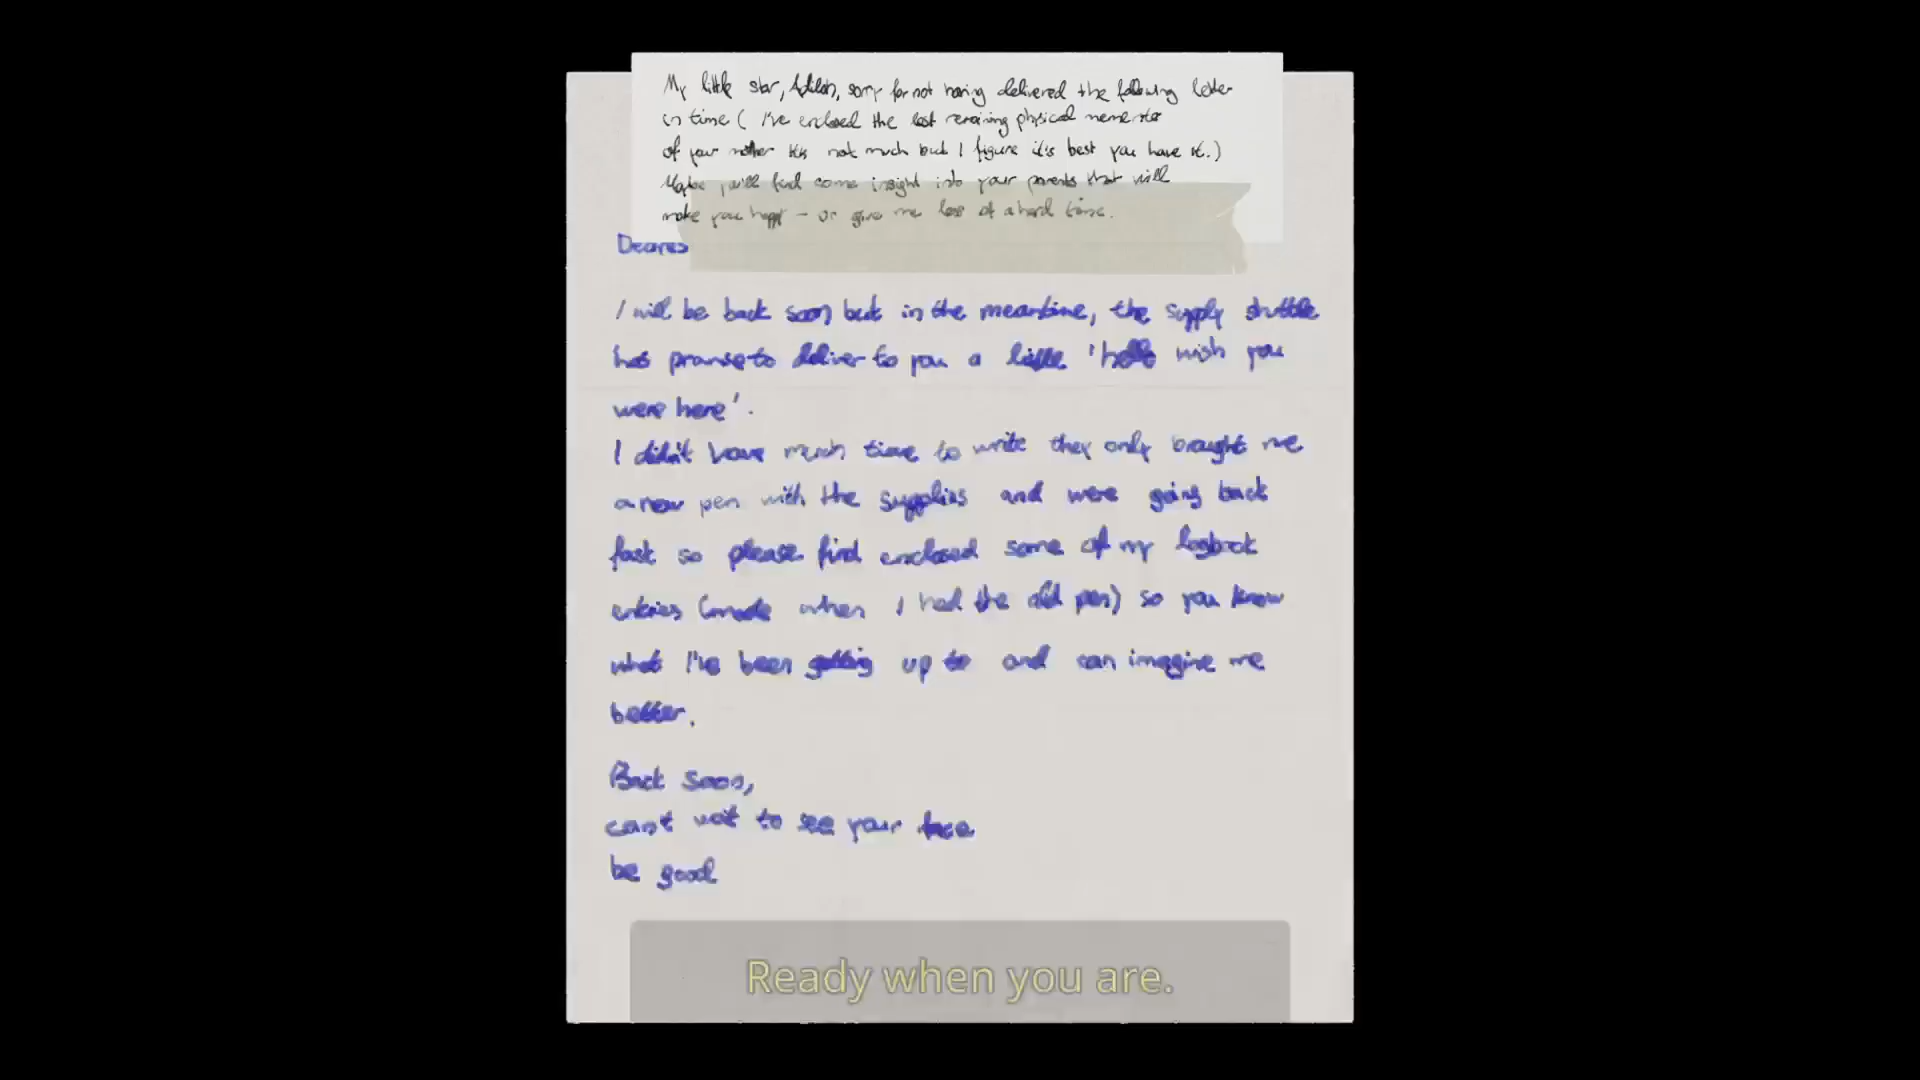 My little star, Adilah, sorry for not having delivered the following letter
in time ( I've enclosed the last remaining physical mementos
of your mother its not much but I figure it's best you have it.)
Maybe you'll find some insight into your parents that will
make you happy - or give me less of a hard time.
Deares
I will be back soon but in the meantime, the supply shuttle
has promise to deliver to you a little 'hello wish you
were here'.
I didn't have much time to write they only brought me
a new pen with the supplies and were going back
fast so please find enclosed some of my logbook
entries (made when I had the old pen) so you know
what I've been getting up to and can imagine me
better.
Back soon,
can't wait to see your face
be good
Ready when you are.